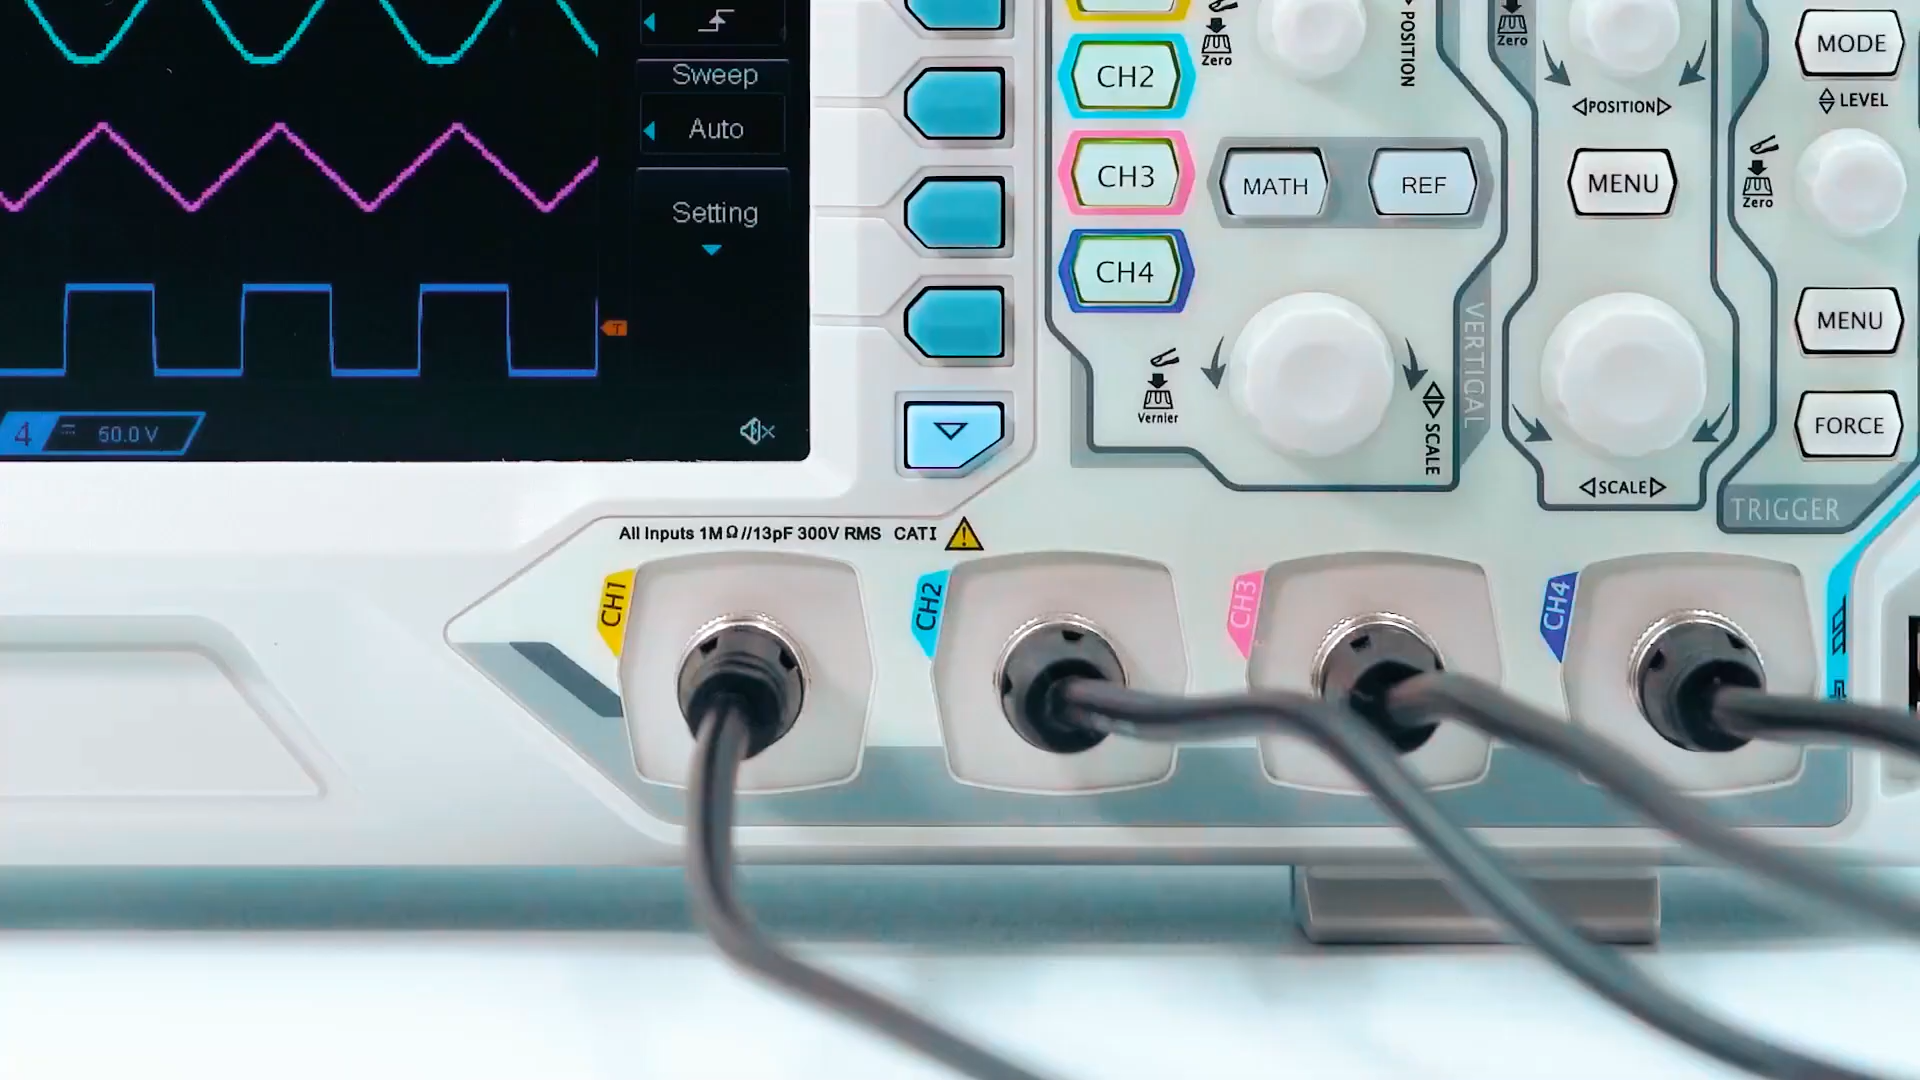 Sweep
Auto
Setting
T
4 50.0 V
CH2
CH3
CH4
Zero
POSITION
MATH
REF
Vernier
SCALE
VERTICAL
Zero
POSITION
MENU
SCALE
MODE
LEVEL
Zero
MENU
FORCE
TRIGGER
All Inputs 1MΩ//13pF 300V RMS CATI
CH1
CH2
CH3
CH4